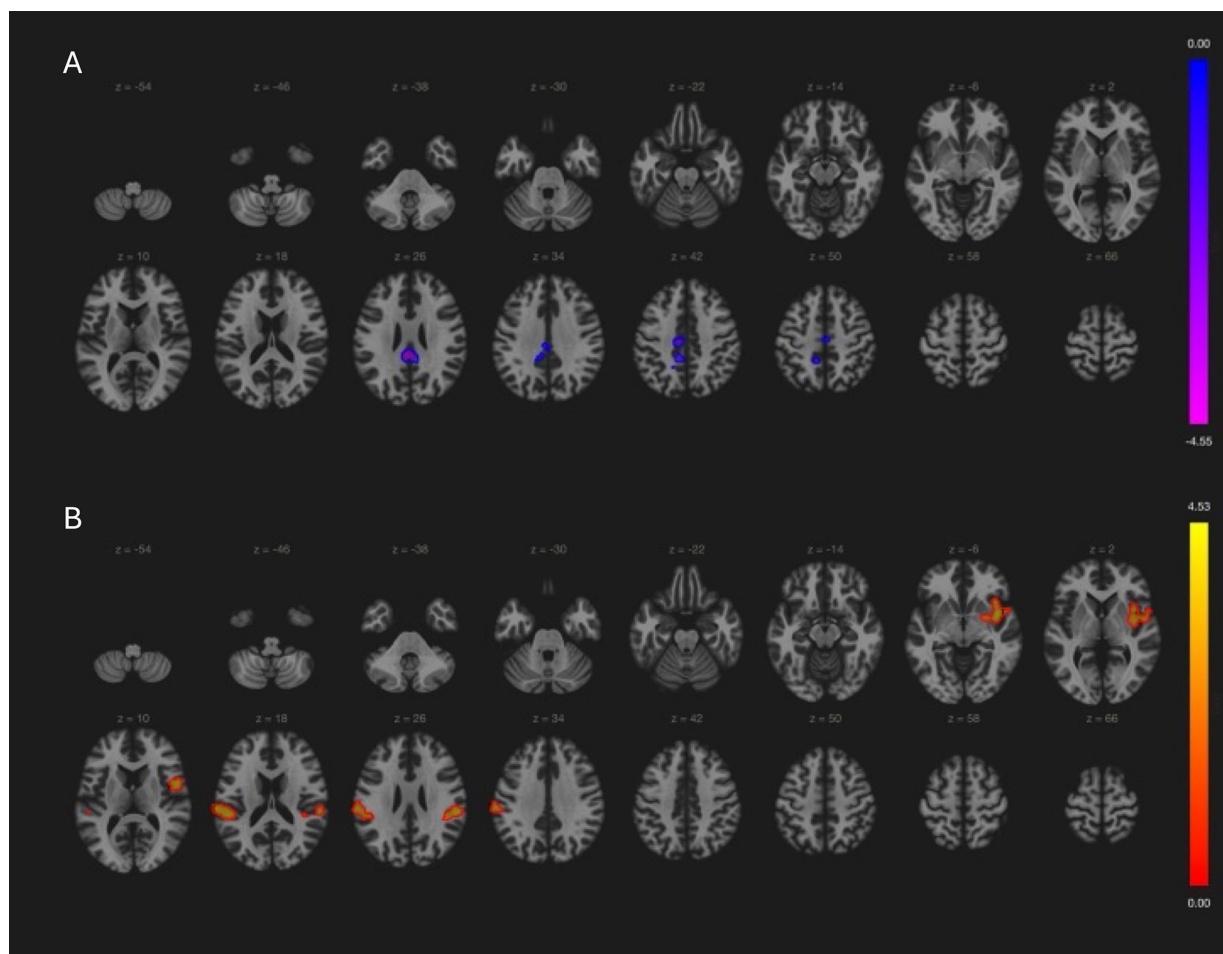 A
0.00
z = -54 z = -46 z = -38 z = -30 z = -22 z = -14 z = -6 z = 2
z = 10 z = 18 z = 26 z = 34 z = 42 z = 50 z = 58 z = 66
-4.55
B
4.53
z = -54 z = -46 z = -38 z = -30 z = -22 z = -14 z = -6 z = 2
z = 10 z = 18 z = 26 z = 34 z = 42 z = 50 z = 58 z = 66
0.00